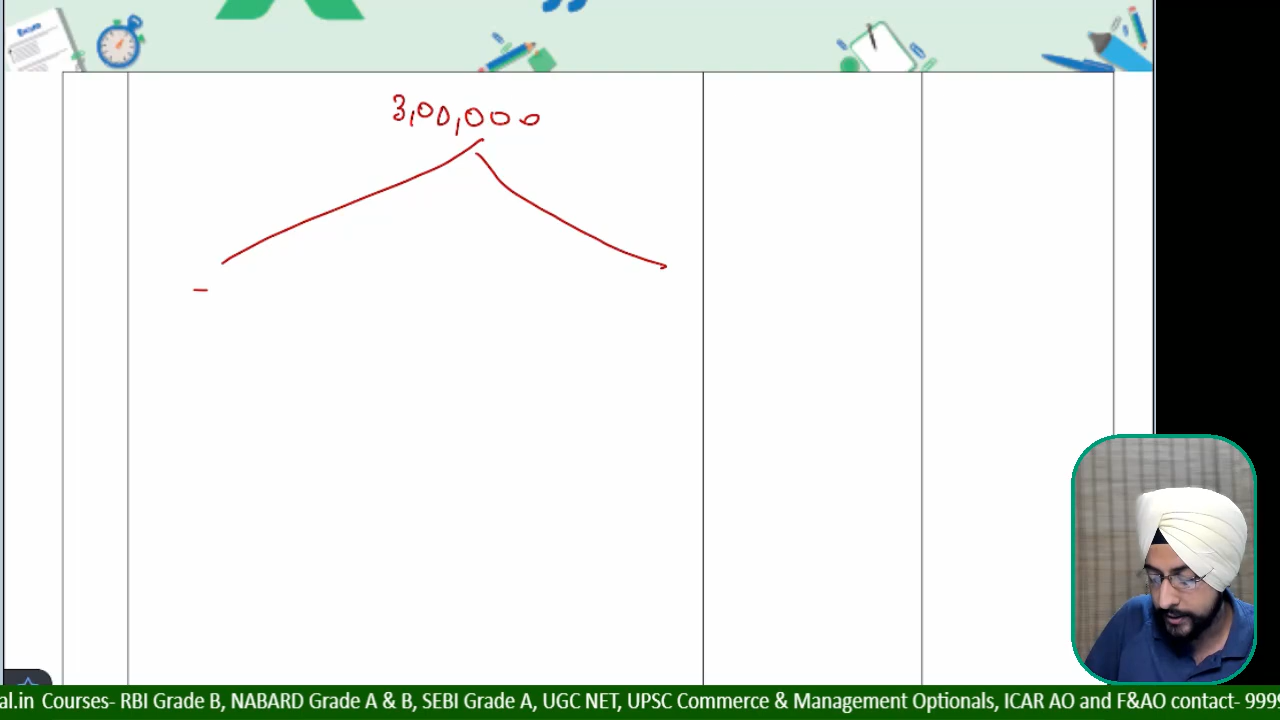 3,00,000
-
al.in Courses- RBI Grade B, NABARD Grade A & B, SEBI Grade A, UGC NET, UPSC Commerce & Management Optionals, ICAR AO and F&AO contact- 9999